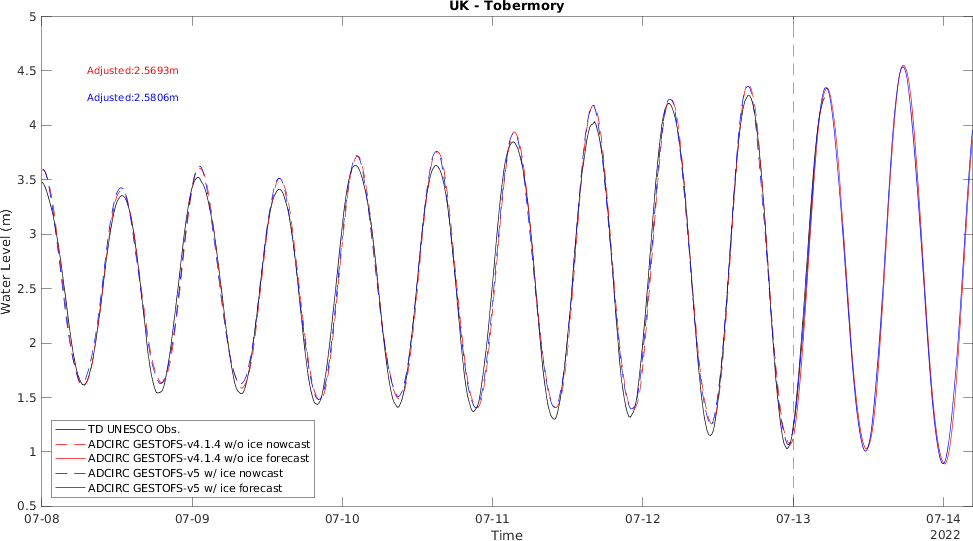 UK - Tobermory
5
4.5
4
3.5
3
2.5
2
1.5
1
0.5
Water Level (m)
Adjusted:2.5693m
Adjusted:2.5806m
TD UNESCO Obs.
ADCIRC GESTOFS-v4.1.4 w/o ice nowcast
ADCIRC GESTOFS-v4.1.4 w/o ice forecast
ADCIRC GESTOFS-v5 w/ ice nowcast
ADCIRC GESTOFS-v5 w/ ice forecast
07-08 07-09 07-10 07-11 07-12 07-13 07-14
2022
Time